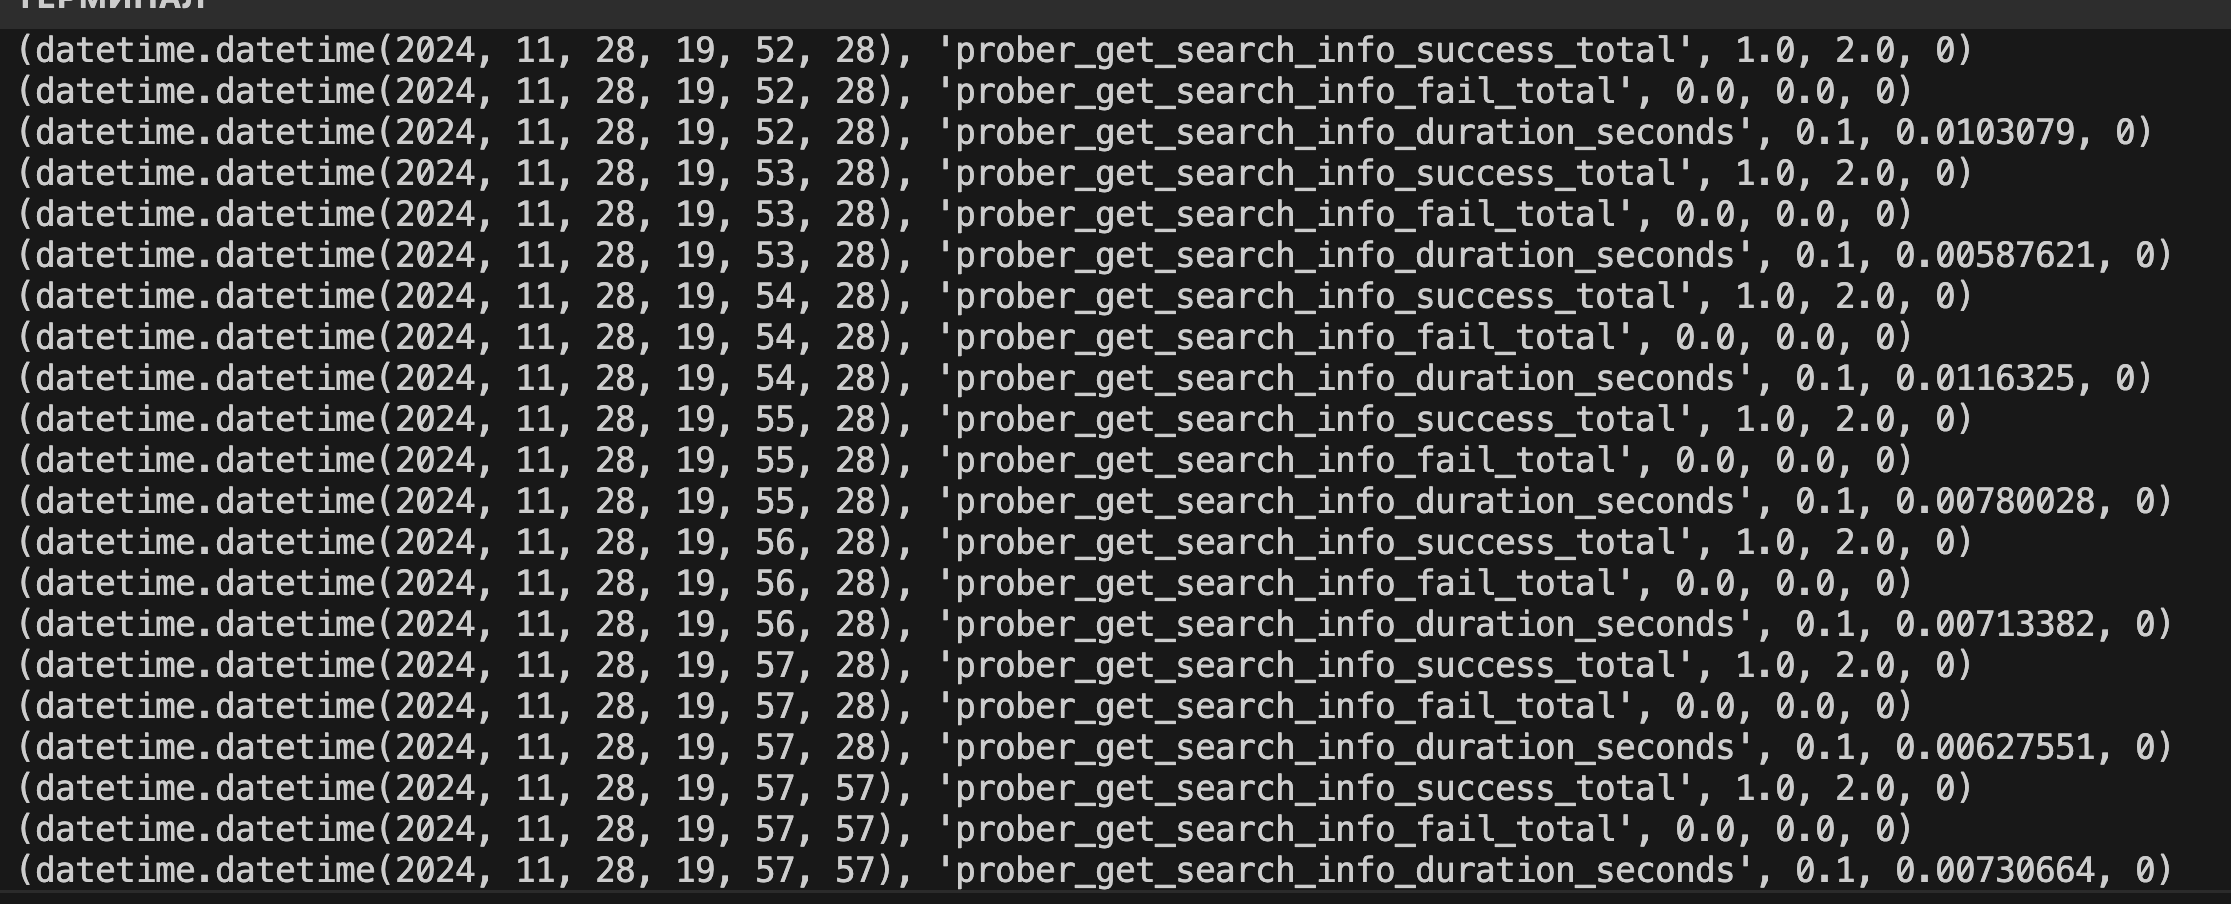 ТЕРМИНАЛ
(datetime.datetime(2024, 11, 28, 19, 52, 28), 'prober_get_search_info_success_total', 1.0, 2.0, 0)
(datetime.datetime(2024, 11, 28, 19, 52, 28), 'prober_get_search_info_fail_total', 0.0, 0.0, 0)
(datetime.datetime(2024, 11, 28, 19, 52, 28), 'prober_get_search_info_duration_seconds', 0.1, 0.0103079, 0)
(datetime.datetime(2024, 11, 28, 19, 53, 28), 'prober_get_search_info_success_total', 1.0, 2.0, 0)
(datetime.datetime(2024, 11, 28, 19, 53, 28), 'prober_get_search_info_fail_total', 0.0, 0.0, 0)
(datetime.datetime(2024, 11, 28, 19, 53, 28), 'prober_get_search_info_duration_seconds', 0.1, 0.00587621, 0)
(datetime.datetime(2024, 11, 28, 19, 54, 28), 'prober_get_search_info_success_total', 1.0, 2.0, 0)
(datetime.datetime(2024, 11, 28, 19, 54, 28), 'prober_get_search_info_fail_total', 0.0, 0.0, 0)
(datetime.datetime(2024, 11, 28, 19, 54, 28), 'prober_get_search_info_duration_seconds', 0.1, 0.0116325, 0)
(datetime.datetime(2024, 11, 28, 19, 55, 28), 'prober_get_search_info_success_total', 1.0, 2.0, 0)
(datetime.datetime(2024, 11, 28, 19, 55, 28), 'prober_get_search_info_fail_total', 0.0, 0.0, 0)
(datetime.datetime(2024, 11, 28, 19, 55, 28), 'prober_get_search_info_duration_seconds', 0.1, 0.00780028, 0)
(datetime.datetime(2024, 11, 28, 19, 56, 28), 'prober_get_search_info_success_total', 1.0, 2.0, 0)
(datetime.datetime(2024, 11, 28, 19, 56, 28), 'prober_get_search_info_fail_total', 0.0, 0.0, 0)
(datetime.datetime(2024, 11, 28, 19, 56, 28), 'prober_get_search_info_duration_seconds', 0.1, 0.00713382, 0)
(datetime.datetime(2024, 11, 28, 19, 57, 28), 'prober_get_search_info_success_total', 1.0, 2.0, 0)
(datetime.datetime(2024, 11, 28, 19, 57, 28), 'prober_get_search_info_fail_total', 0.0, 0.0, 0)
(datetime.datetime(2024, 11, 28, 19, 57, 28), 'prober_get_search_info_duration_seconds', 0.1, 0.00627551, 0)
(datetime.datetime(2024, 11, 28, 19, 57, 57), 'prober_get_search_info_success_total', 1.0, 2.0, 0)
(datetime.datetime(2024, 11, 28, 19, 57, 57), 'prober_get_search_info_fail_total', 0.0, 0.0, 0)
(datetime.datetime(2024, 11, 28, 19, 57, 57), 'prober_get_search_info_duration_seconds', 0.1, 0.00730664, 0)